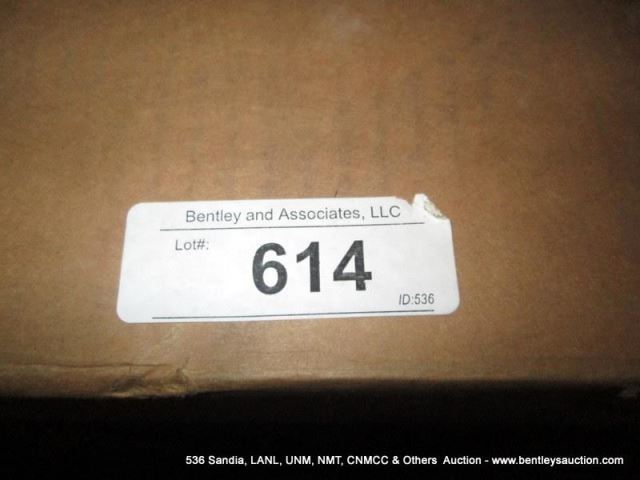 Bentley and Associates, LLC
Lot#:
614
ID:536
536 Sandia, LANL, UNM, NMT, CNMCC & Others Auction - www.bentleysauction.com